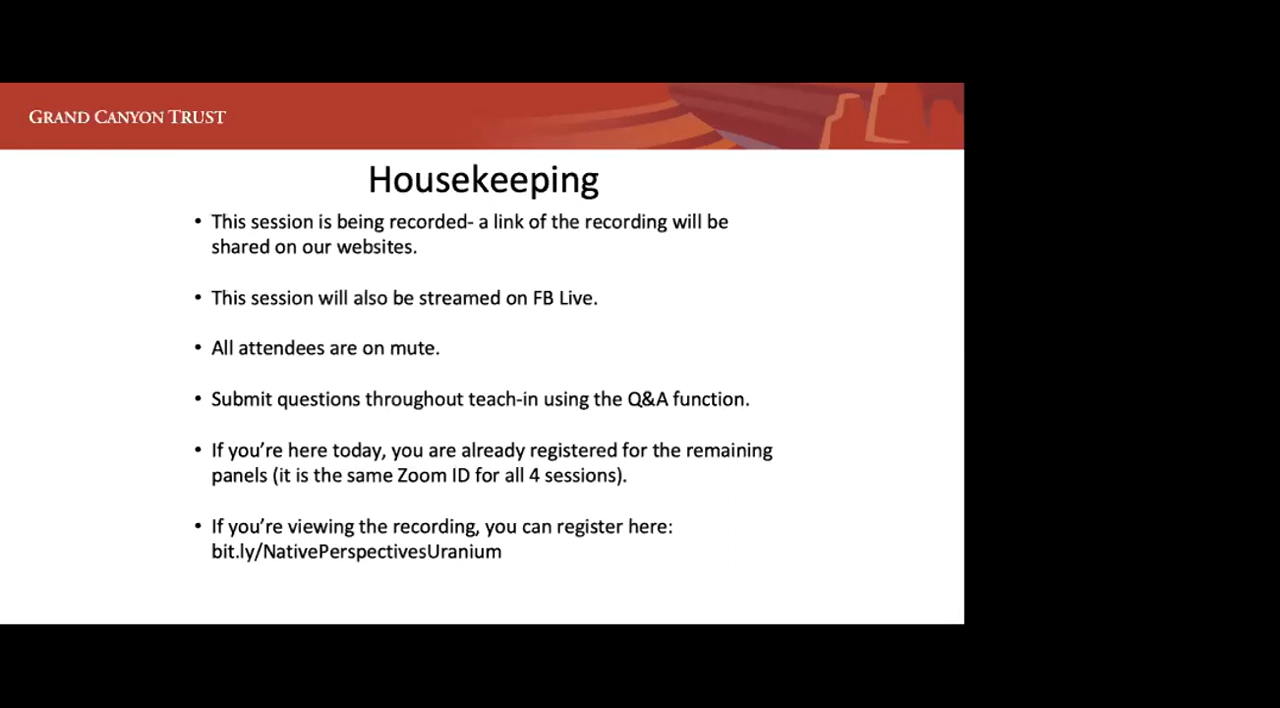 GRAND CANYON TRUST
Housekeeping
• This session is being recorded- a link of the recording will be
shared on our websites.
• This session will also be streamed on FB Live.
• All attendees are on mute.
• Submit questions throughout teach-in using the Q&A function.
• If you’re here today, you are already registered for the remaining
panels (it is the same Zoom ID for all 4 sessions).
• If you’re viewing the recording, you can register here:
bit.ly/NativePerspectivesUranium